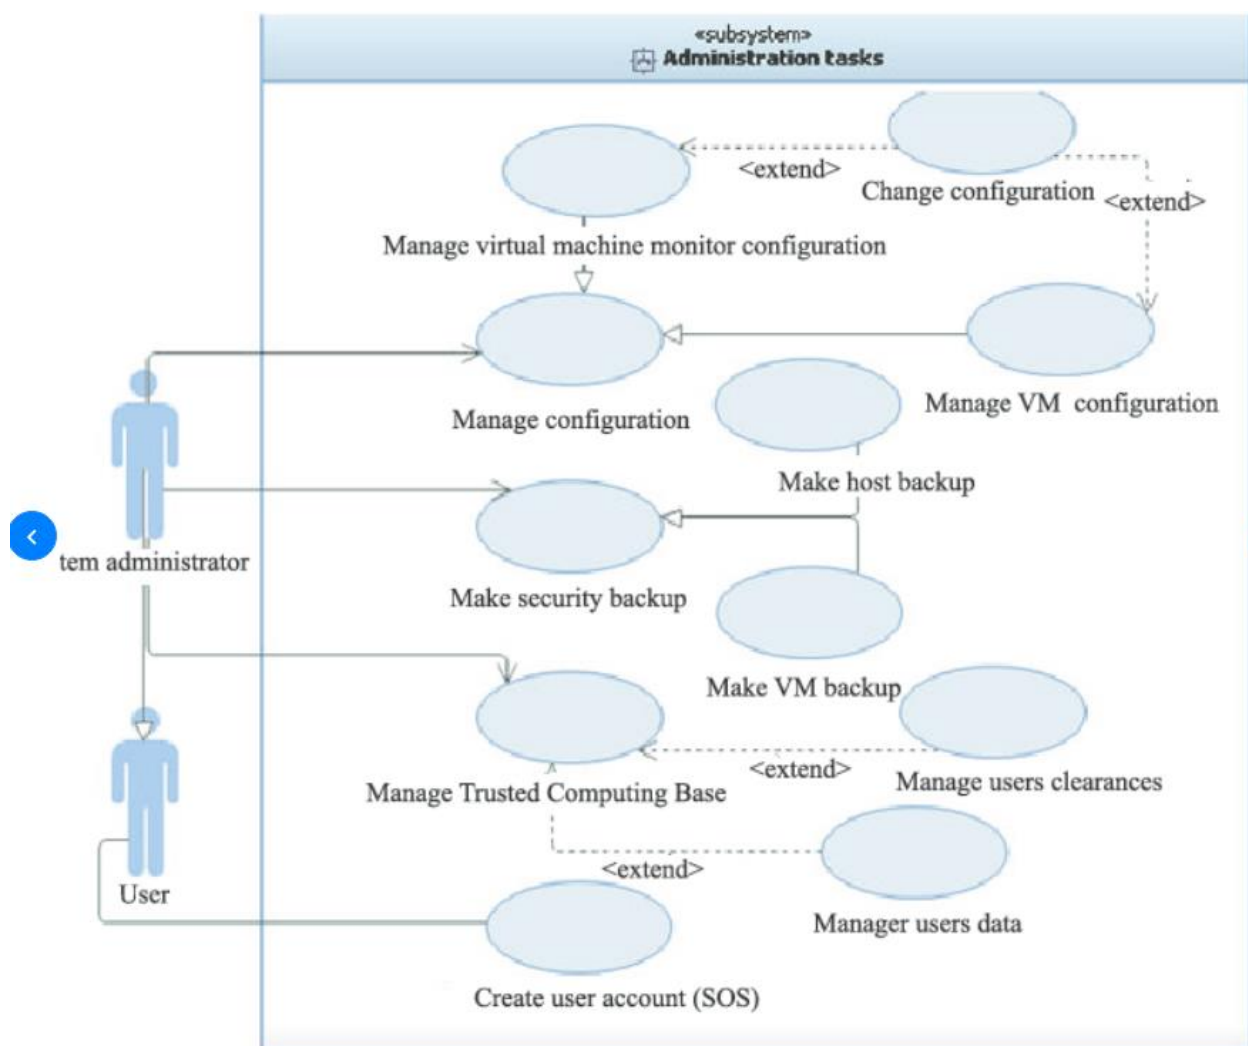 «subsystem»
Administration tasks
<extend>
Change configuration
<extend>
Manage virtual machine monitor configuration
Manage configuration
Manage VM configuration
Make host backup
tem administrator
Make security backup
Make VM backup
<extend>
Manage users clearances
Manage Trusted Computing Base
<extend>
User
Manager users data
Create user account (SOS)